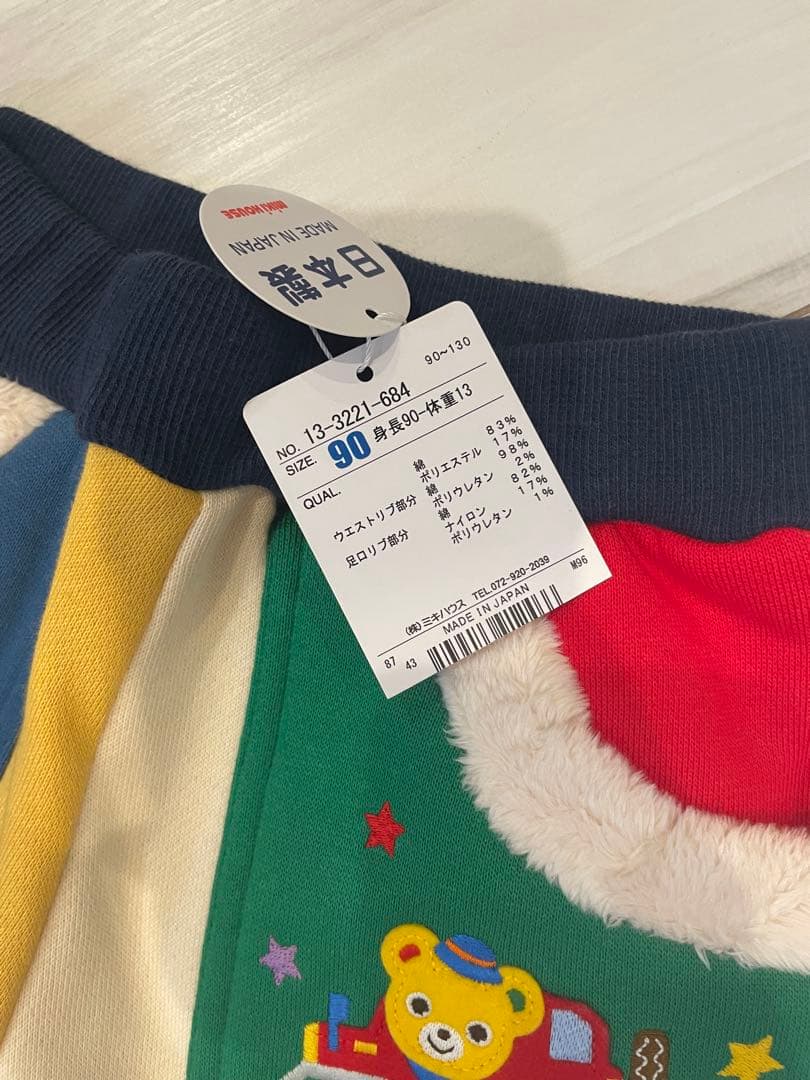 miki HOUSE
MADE IN JAPAN
日本製
90~130
NO. 13-3221-684
SIZE. 90 身長90-体重13
QUAL.
綿 83%
ポリエステル 17%
ウエストリブ部分 綿 98%
ポリウレタン 2%
足口リブ部分 綿 82%
ナイロン 17%
ポリウレタン 1%
(株)ミキハウス TEL.072-920-2039
MADE IN JAPAN
M96
87 43